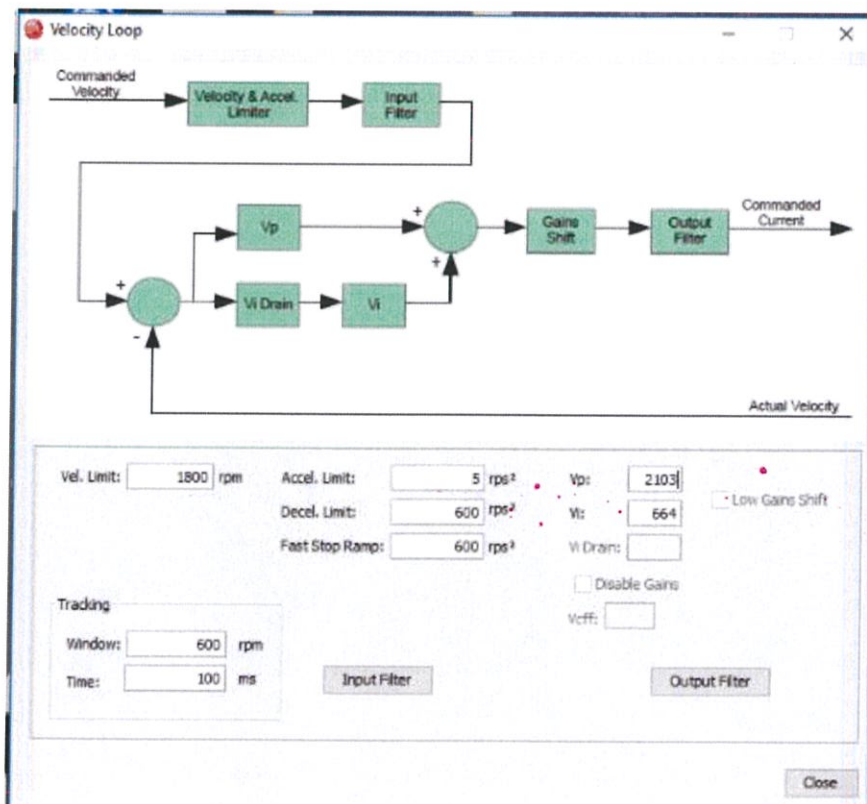 Velocity Loop
Commanded
Velocity
Velocity & Accel.
Limiter
Input
Filter
Vp
Vi Drain
Vi
Gains
Shift
Output
Filter
Commanded
Current
Actual Velocity
+
-
+
+
Vel. Limit: 1800 rpm
Accel. Limit: 5 rps²
Decel. Limit: 600 rps²
Fast Stop Ramp: 600 rps²
Vp: 2103
Vi: 664
Vi Drain:
Low Gains Shift
Disable Gains
Vcff:
Tracking
Window: 600 rpm
Time: 100 ms
Input Filter
Output Filter
Close